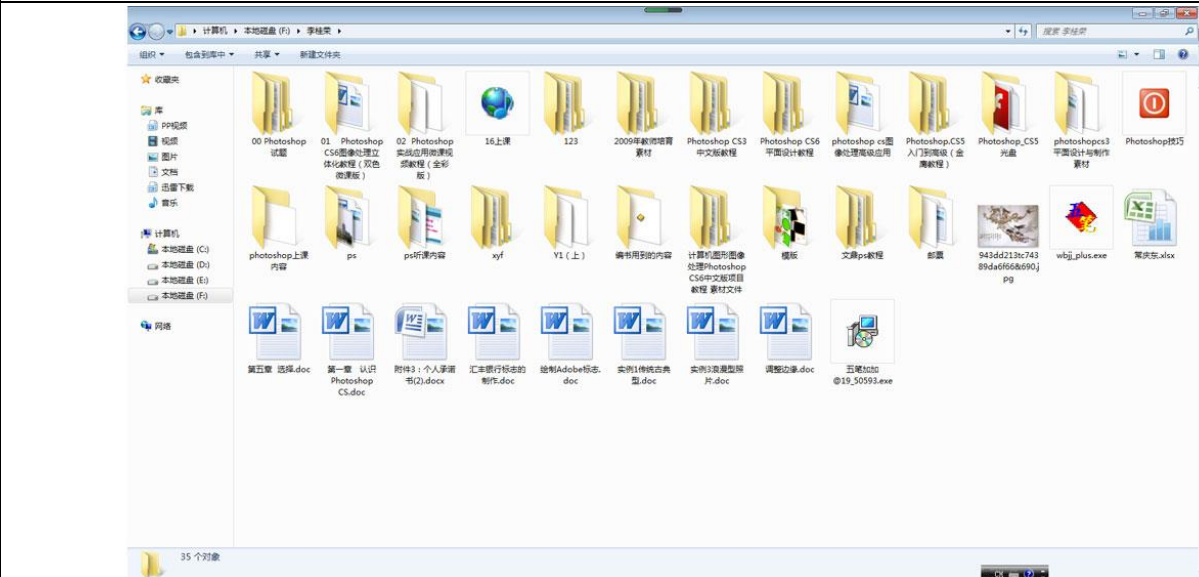 计算机 ▸ 本地磁盘 (F:) ▸ 李桂荣 ▸
搜索 李桂荣
组织 包含到库中 共享 新建文件夹
收藏夹
库
PP视频
视频
图片
文档
迅雷下载
音乐
计算机
本地磁盘 (C:)
本地磁盘 (D:)
本地磁盘 (E:)
本地磁盘 (F:)
网络
00 Photoshop
试题
01 Photoshop
CS6图像处理立
体化教程(双色
微课版)
02 Photoshop
实战应用微课视
频教程(全彩
版)
16上课
123
2009年教师培育
素材
Photoshop CS3
中文版教程
Photoshop CS6
平面设计教程
photoshop cs图
像处理高级应用
Photoshop.CS5
入门到高级(金
鹰教程)
Photoshop_CS5
光盘
photoshopcs3
平面设计与制作
素材
Photoshop技巧
photoshop上课
内容
ps
ps听课内容
xyf
Y1(上)
编书用到的内容
计算机图形图像
处理Photoshop
CS6中文版项目
教程 素材文件
模版
文鼎ps教程
邮票
943dd213tc743
89da6f66&690.j
pg
wbjj_plus.exe
常庆东.xlsx
第五章 选择.doc
第一章 认识
Photoshop
CS.doc
附件3:个人承诺
书(2).docx
汇丰银行标志的
制作.doc
绘制Adobe标志.
doc
实例1传统古典
型.doc
实例3浪漫型照
片.doc
调整边缘.doc
五笔加加
@19_50593.exe
35 个对象